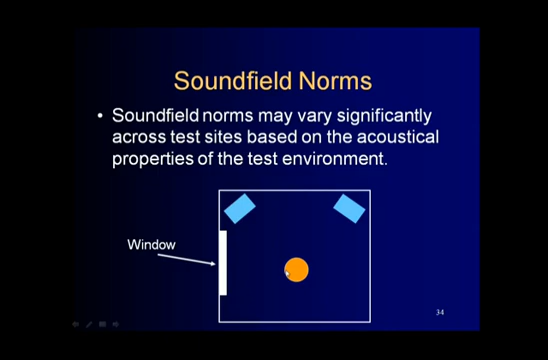 Soundfield Norms
• Soundfield norms may vary significantly
across test sites based on the acoustical
properties of the test environment.
Window
34